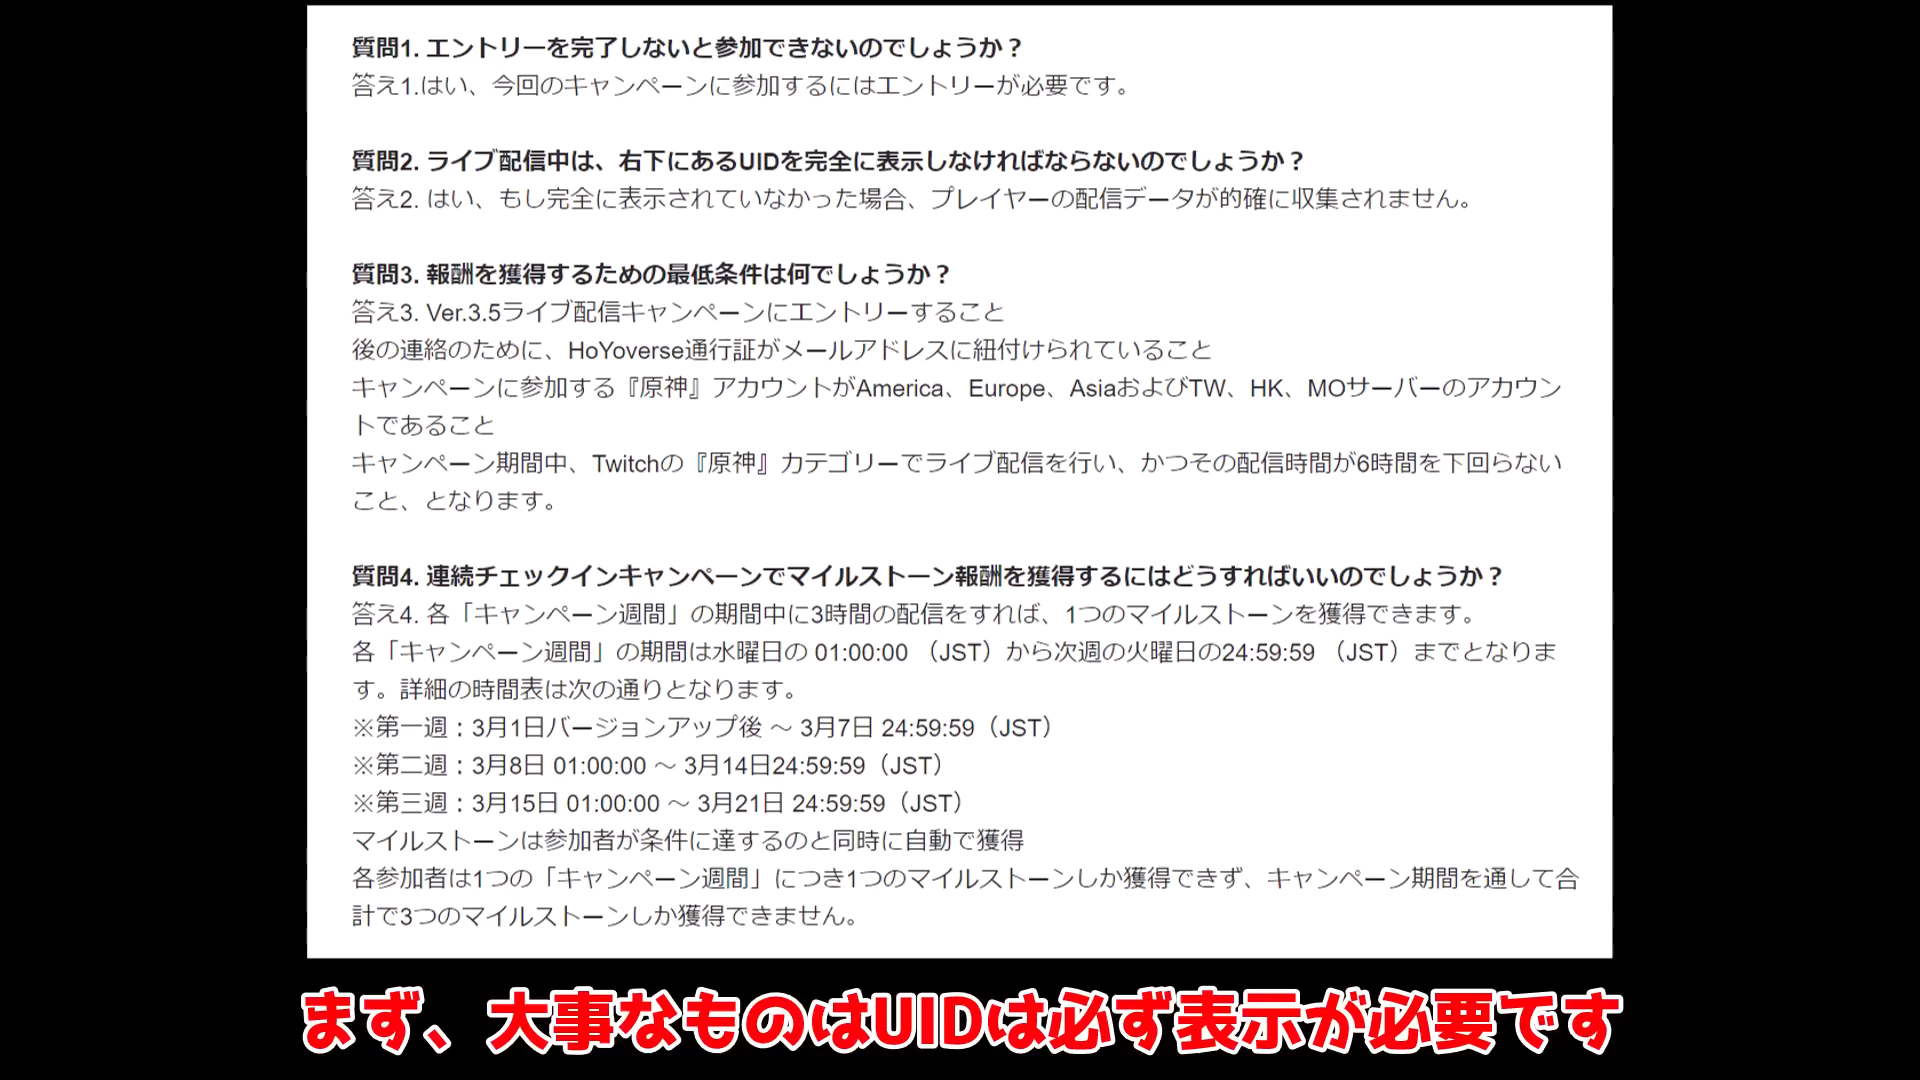 質問1. エントリーを完了しないと参加できないのでしょうか？
答え1.はい、今回のキャンペーンに参加するにはエントリーが必要です。
質問2. ライブ配信中は、右下にあるUIDを完全に表示しなければならないのでしょうか？
答え2. はい、もし完全に表示されていなかった場合、プレイヤーの配信データが的確に収集されません。
質問3. 報酬を獲得するための最低条件は何でしょうか？
答え3. Ver.3.5ライブ配信キャンペーンにエントリーすること
後の連絡のために、HoYoverse通行証がメールアドレスに紐付けられていること
キャンペーンに参加する『原神』アカウントがAmerica、Europe、AsiaおよびTW、HK、MOサーバーのアカウン
トであること
キャンペーン期間中、Twitchの『原神』カテゴリーでライブ配信を行い、かつその配信時間が6時間を下回らない
こと、となります。
質問4. 連続チェックインキャンペーンでマイルストーン報酬を獲得するにはどうすればいいのでしょうか？
答え4. 各「キャンペーン週間」の期間中に3時間の配信をすれば、1つのマイルストーンを獲得できます。
各「キャンペーン週間」の期間は水曜日の 01:00:00 （JST）から次週の火曜日の24:59:59 （JST）までとなりま
す。詳細の時間表は次の通りとなります。
※第一週：3月1日バージョンアップ後 ～ 3月7日 24:59:59（JST）
※第二週：3月8日 01:00:00 ～ 3月14日24:59:59（JST）
※第三週：3月15日 01:00:00 ～ 3月21日 24:59:59（JST）
マイルストーンは参加者が条件に達するのと同時に自動で獲得
各参加者は1つの「キャンペーン週間」につき1つのマイルストーンしか獲得できず、キャンペーン期間を通して合
計で3つのマイルストーンしか獲得できません。
まず、大事なものはUIDは必ず表示が必要です